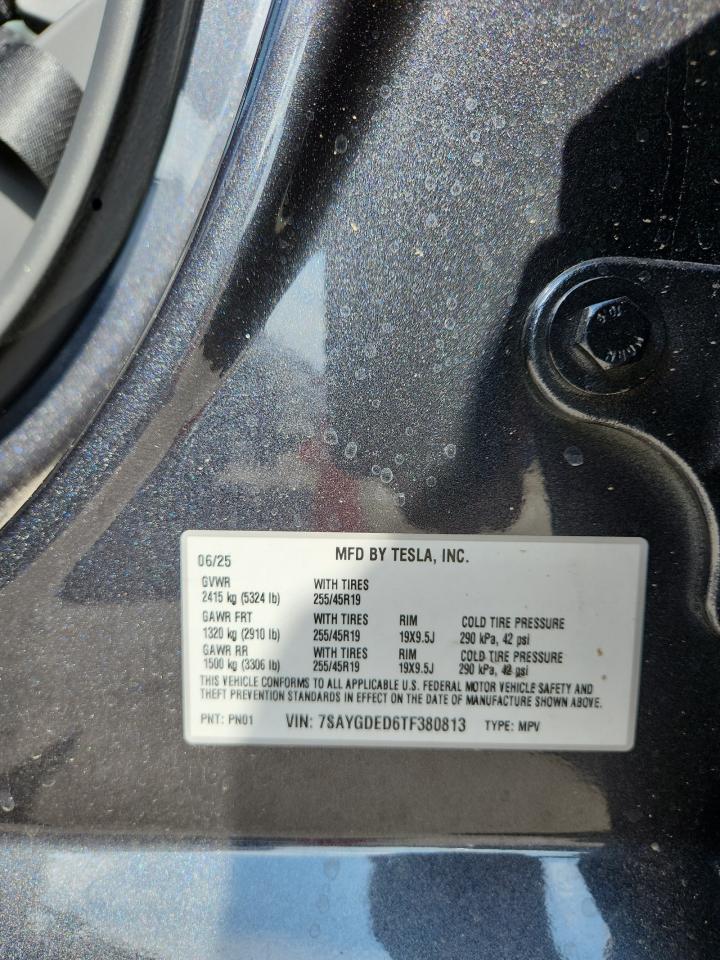 06/25 MFD BY TESLA, INC.
GVWR WITH TIRES
2415 kg (5324 lb) 255/45R19
GAWR FRT WITH TIRES RIM COLD TIRE PRESSURE
1320 kg (2910 lb) 255/45R19 19X9.5J 290 kPa, 42 psi
GAWR RR WITH TIRES RIM COLD TIRE PRESSURE
1500 kg (3306 lb) 255/45R19 19X9.5J 290 kPa, 42 psi
THIS VEHICLE CONFORMS TO ALL APPLICABLE U.S. FEDERAL MOTOR VEHICLE SAFETY AND
THEFT PREVENTION STANDARDS IN EFFECT ON THE DATE OF MANUFACTURE SHOWN ABOVE.
PNT: PN01 VIN: 7SAYGDED6TF380813 TYPE: MPV